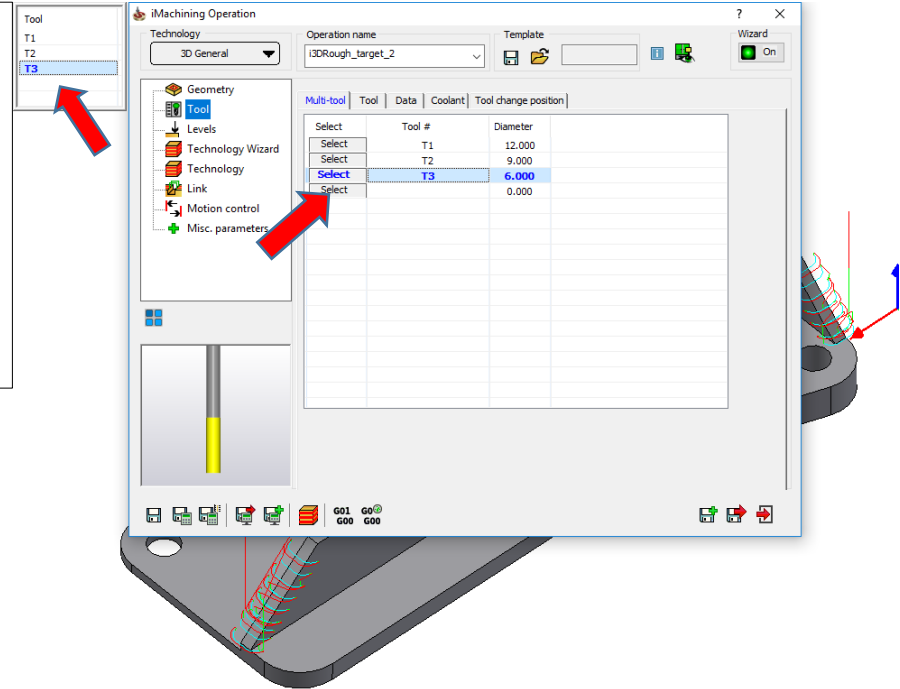 Tool
T1
T2
T3
iMachining Operation
?
Technology
3D General
Operation name
i3DRough_target_2
Template
Wizard
On
Geometry
Tool
Levels
Technology Wizard
Technology
Link
Motion control
Misc. parameters
Multi-tool Tool Data Coolant Tool change position
Select Tool # Diameter
Select T1 12.000
Select T2 9.000
Select T3 6.000
Select 0.000
G01 G0
G00 G00